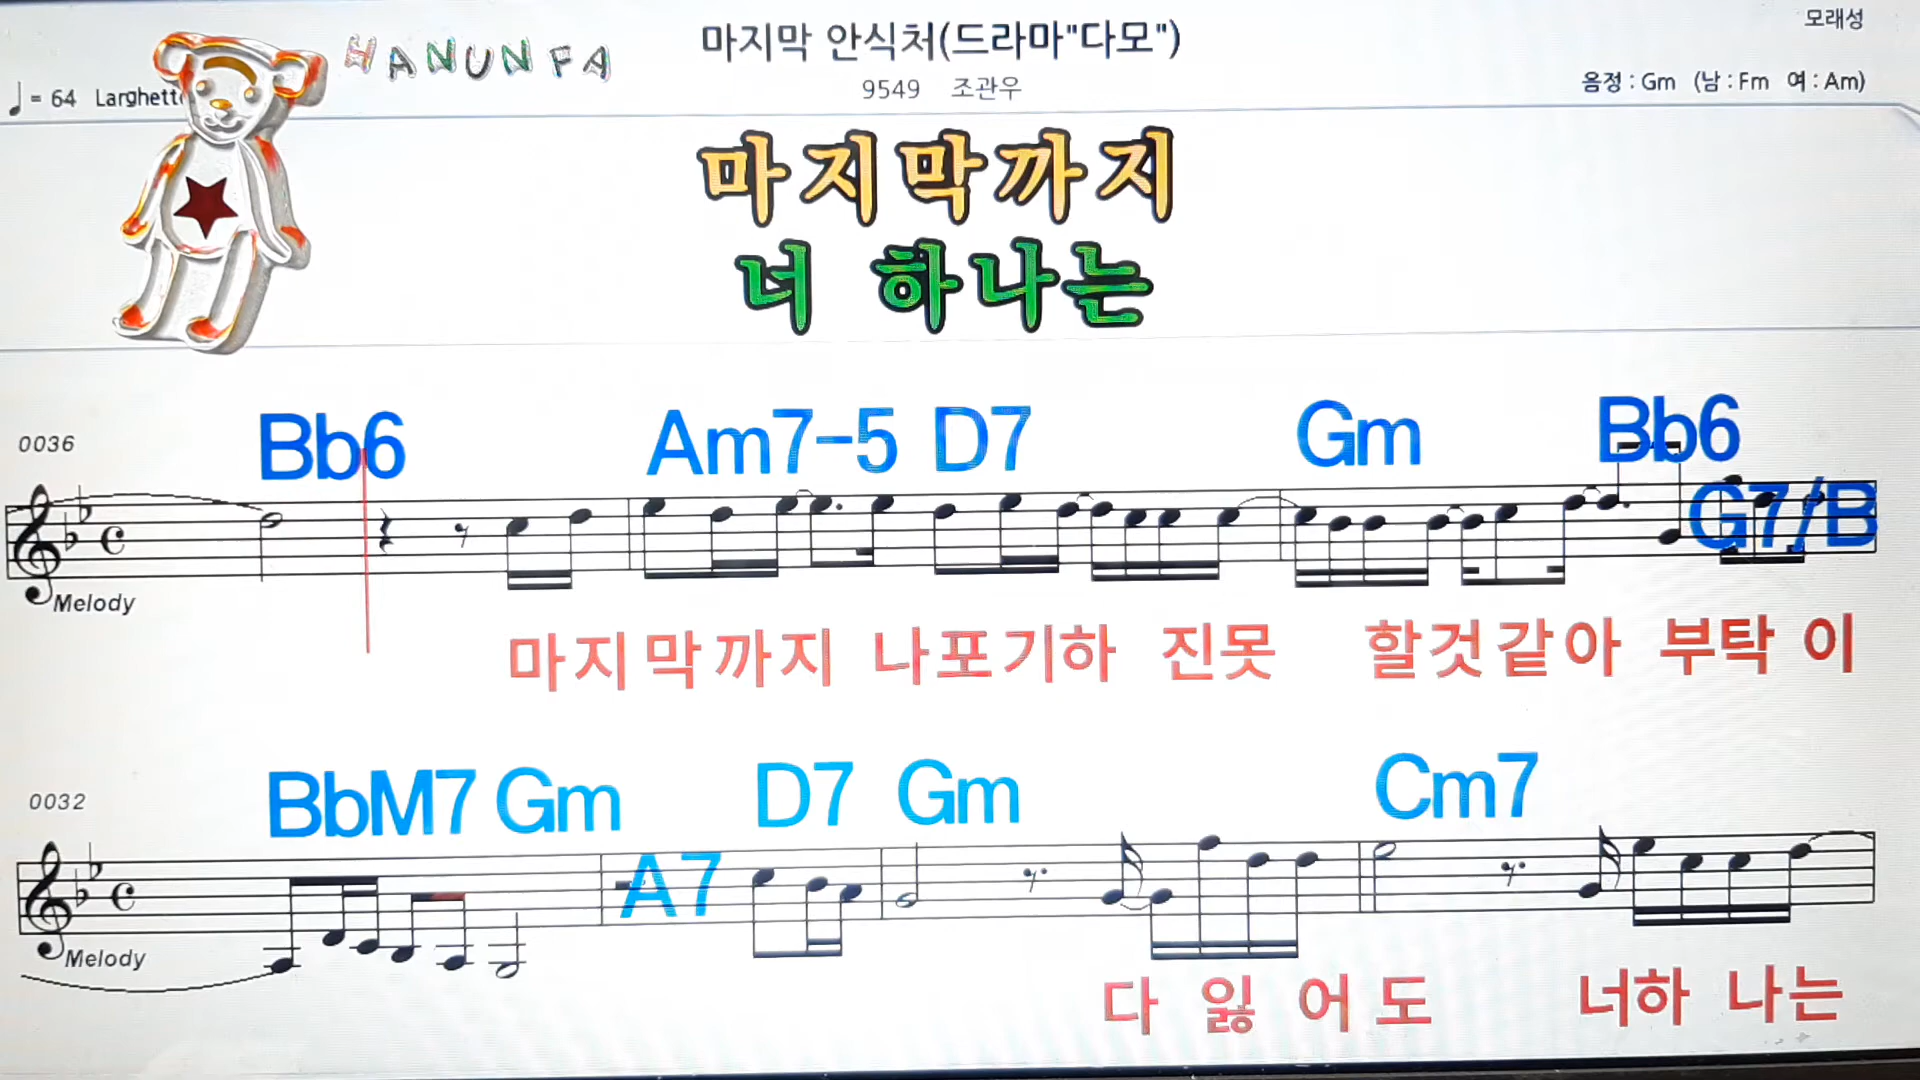 모래성
HANUNFA
마지막 안식처(드라마"다모")
♩= 64 Larghett
9549 조관우
음정 : Gm (남 : Fm 여 : Am)
마지막까지
너 하나는
Bb6 Am7-5 D7 Gm Bb6
0036
G7/B
Melody
마지막까지 나포기하 진못 할것같아 부탁 이
BbM7 Gm D7 Gm Cm7
0032
A7
Melody
다 잃 어 도 너하 나는